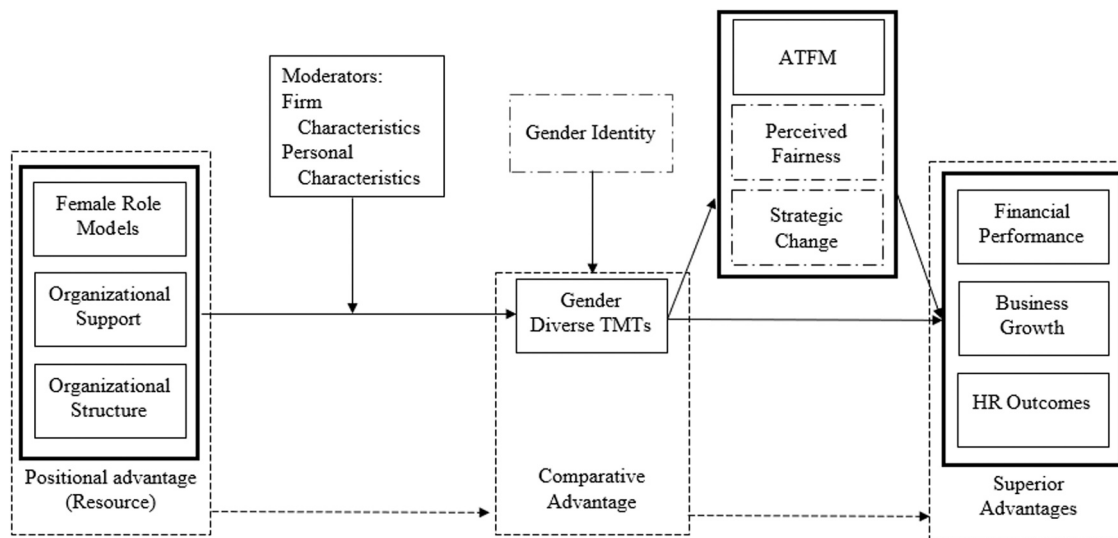 Moderators:
Firm
Characteristics
Personal
Characteristics
Female Role
Models
Organizational
Support
Organizational
Structure
Positional advantage
(Resource)
Gender Identity
Gender
Diverse TMTs
Comparative
Advantage
ATFM
Perceived
Fairness
Strategic
Change
Financial
Performance
Business
Growth
HR Outcomes
Superior
Advantages